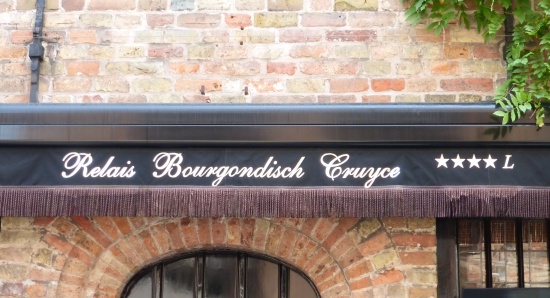 Relais Bourgondisch Cruyce ★★★★ L